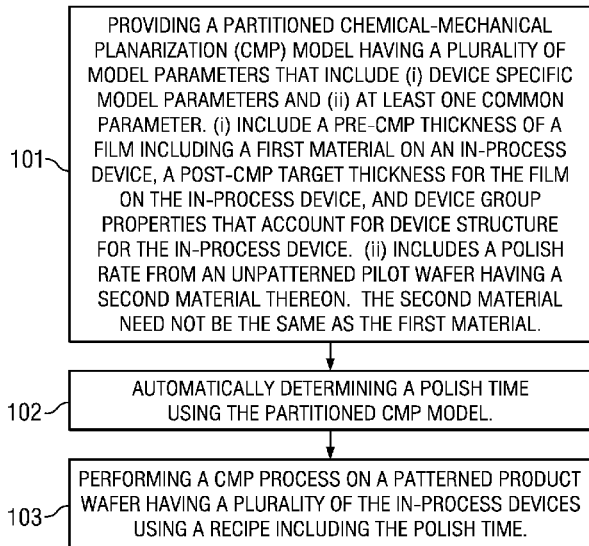 PROVIDING A PARTITIONED CHEMICAL-MECHANICAL
PLANARIZATION (CMP) MODEL HAVING A PLURALITY OF
MODEL PARAMETERS THAT INCLUDE (i) DEVICE SPECIFIC
MODEL PARAMETERS AND (ii) AT LEAST ONE COMMON
PARAMETER. (i) INCLUDE A PRE-CMP THICKNESS OF A
FILM INCLUDING A FIRST MATERIAL ON AN IN-PROCESS
DEVICE, A POST-CMP TARGET THICKNESS FOR THE FILM
ON THE IN-PROCESS DEVICE, AND DEVICE GROUP
PROPERTIES THAT ACCOUNT FOR DEVICE STRUCTURE
FOR THE IN-PROCESS DEVICE. (ii) INCLUDES A POLISH
RATE FROM AN UNPATTERNED PILOT WAFER HAVING A
SECOND MATERIAL THEREON. THE SECOND MATERIAL
NEED NOT BE THE SAME AS THE FIRST MATERIAL.
101
AUTOMATICALLY DETERMINING A POLISH TIME
USING THE PARTITIONED CMP MODEL.
102
PERFORMING A CMP PROCESS ON A PATTERNED PRODUCT
WAFER HAVING A PLURALITY OF THE IN-PROCESS DEVICES
USING A RECIPE INCLUDING THE POLISH TIME.
103